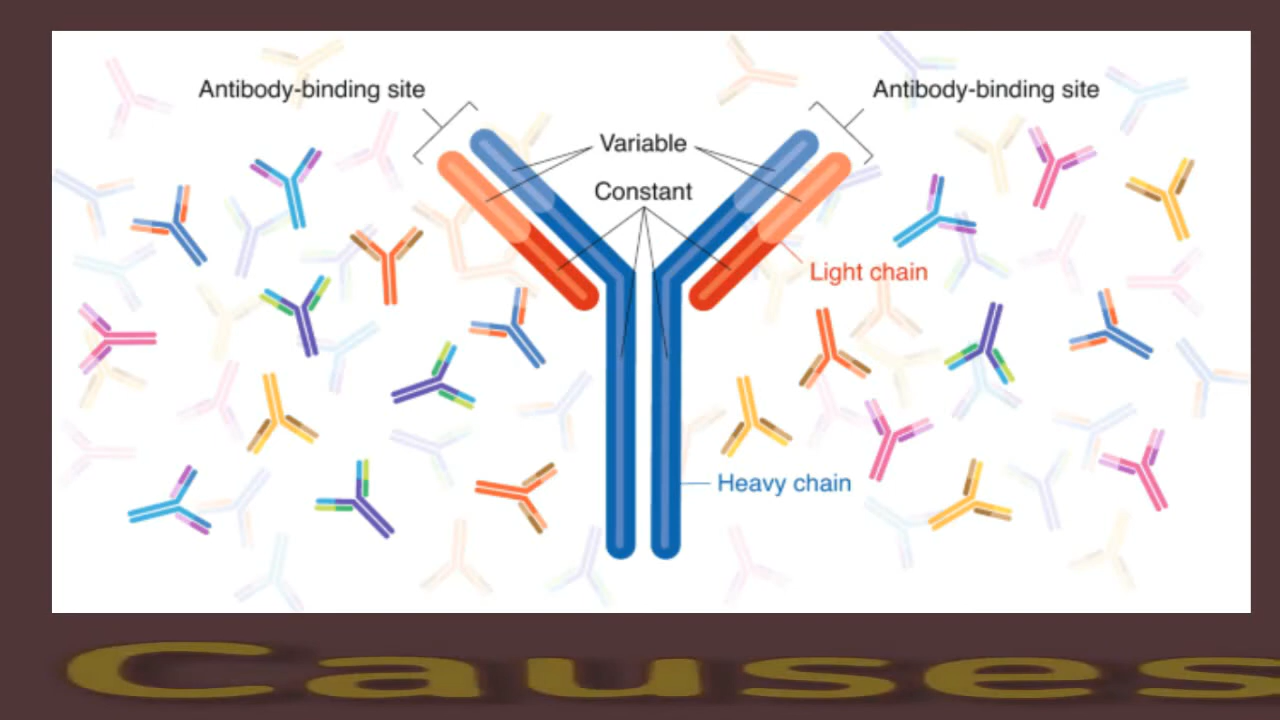 Antibody-binding site
Antibody-binding site
Variable
Constant
Light chain
Heavy chain
Causes